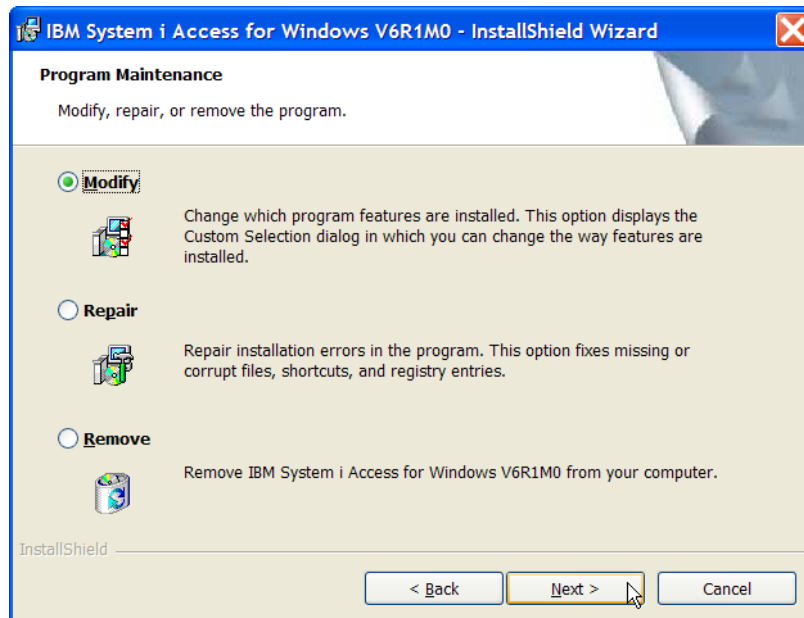 IBM System i Access for Windows V6R1M0 - InstallShield Wizard
Program Maintenance
Modify, repair, or remove the program.
Modify
Change which program features are installed. This option displays the
Custom Selection dialog in which you can change the way features are
installed.
Repair
Repair installation errors in the program. This option fixes missing or
corrupt files, shortcuts, and registry entries.
Remove
Remove IBM System i Access for Windows V6R1M0 from your computer.
InstallShield
< Back
Next >
Cancel